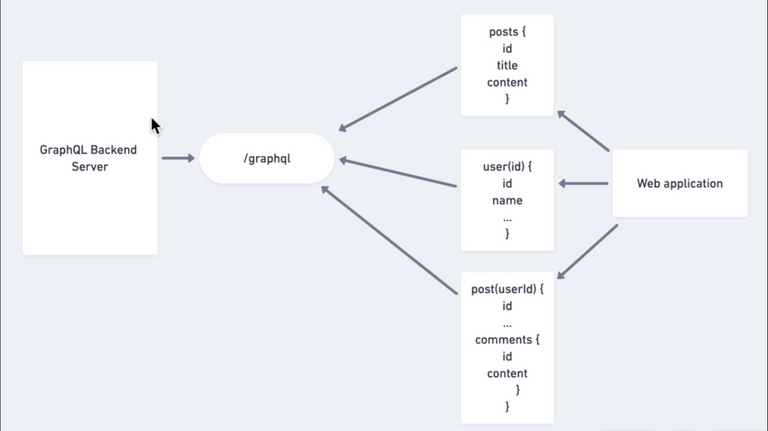 GraphQL Backend
Server
/graphql
posts {
id
title
content
}
user(id) {
id
name
...
}
post(userId) {
id
...
comments {
id
content
}
}
Web application